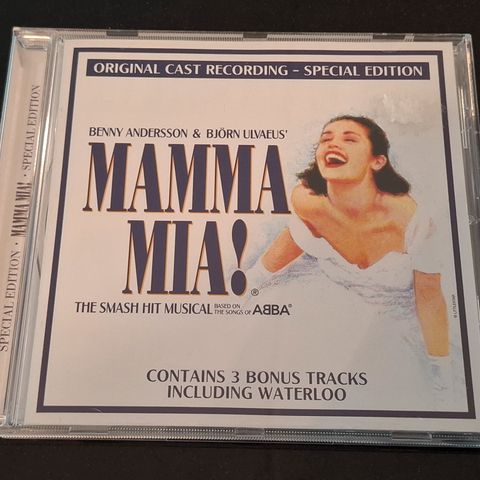 ORIGINAL CAST RECORDING – SPECIAL EDITION
BENNY ANDERSSON & BJÖRN ULVAEUS'
MAMMA
MIA!®
THE SMASH HIT MUSICAL BASED ON THE SONGS OF ABBA®
CONTAINS 3 BONUS TRACKS
INCLUDING WATERLOO
SPECIAL EDITION · MAMMA MIA! · SPECIAL EDITION